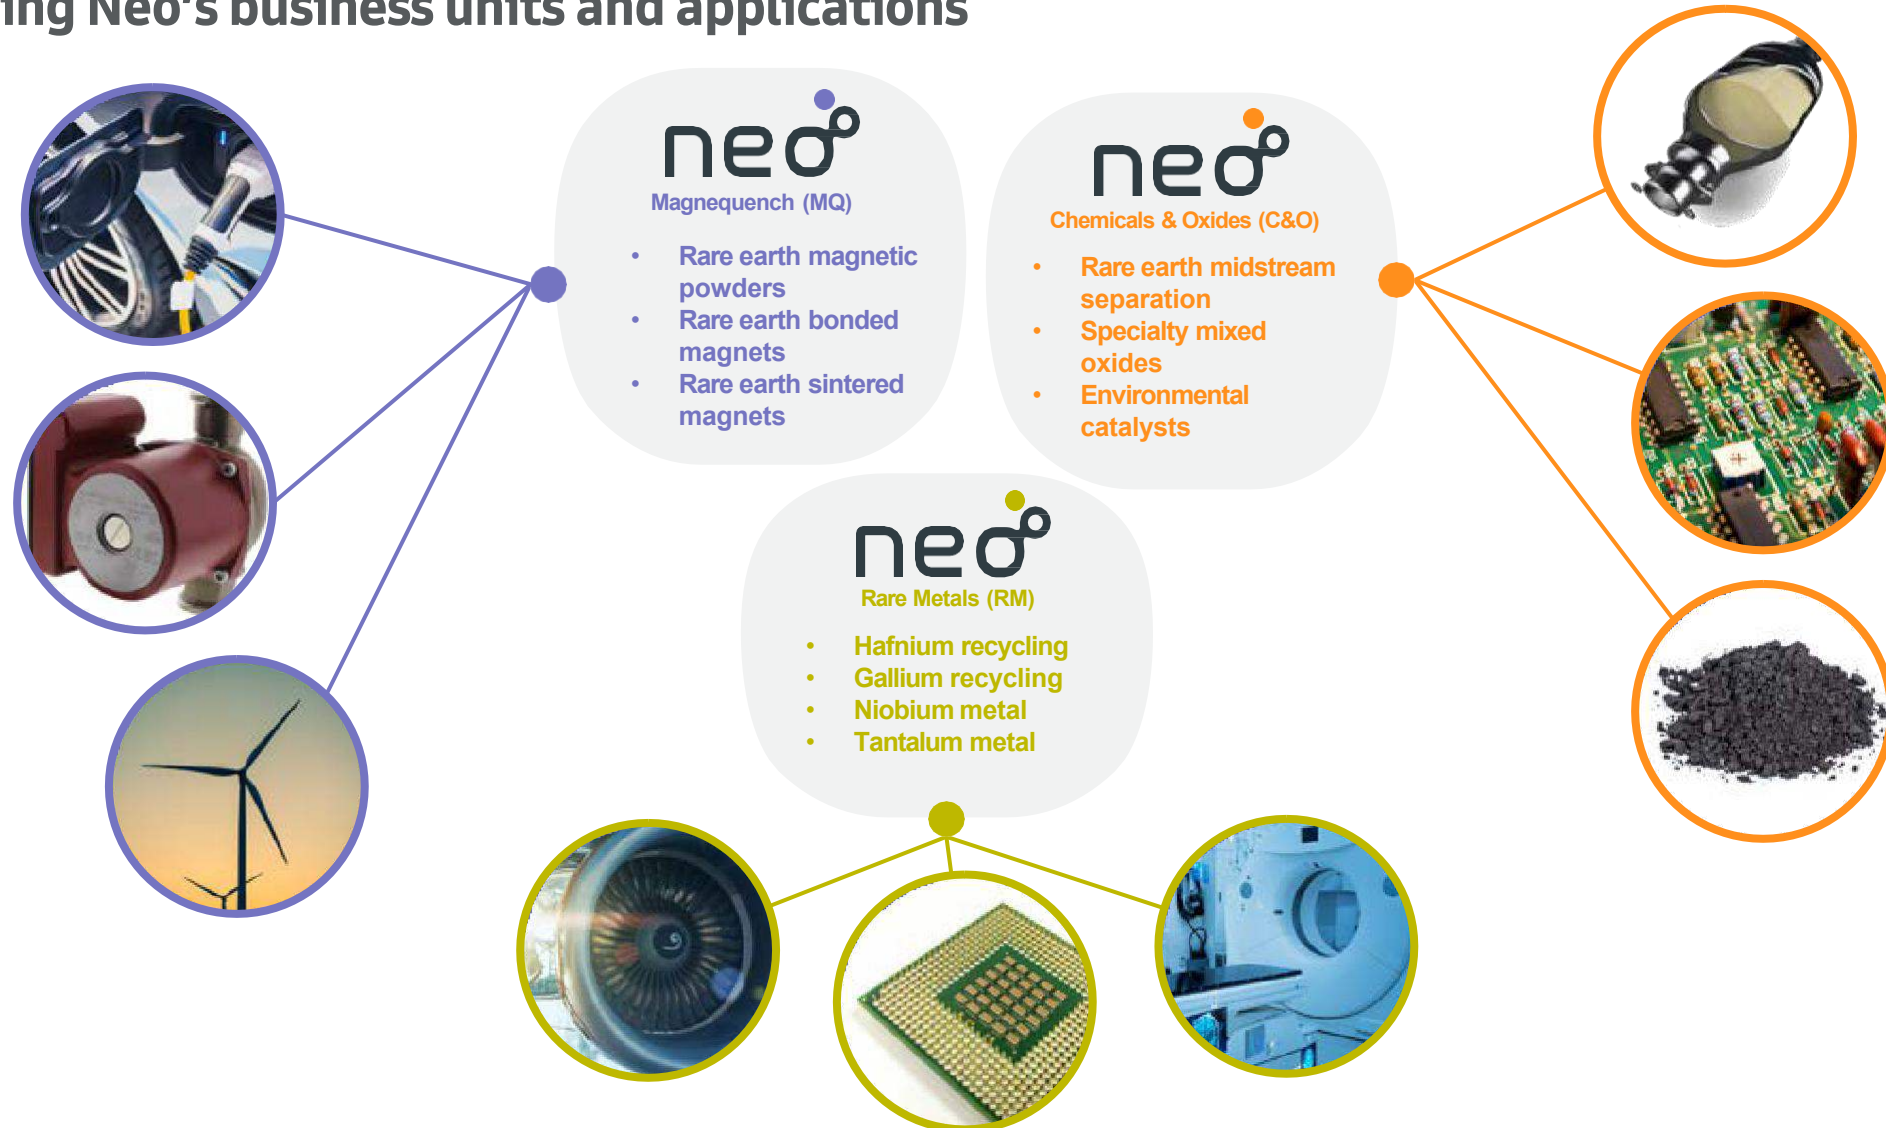 ing Neo's business units and applications
neo
Magnequench (MQ)
• Rare earth magnetic
powders
• Rare earth bonded
magnets
• Rare earth sintered
magnets
neo
Chemicals & Oxides (C&O)
• Rare earth midstream
separation
• Specialty mixed
oxides
• Environmental
catalysts
neo
Rare Metals (RM)
• Hafnium recycling
• Gallium recycling
• Niobium metal
• Tantalum metal